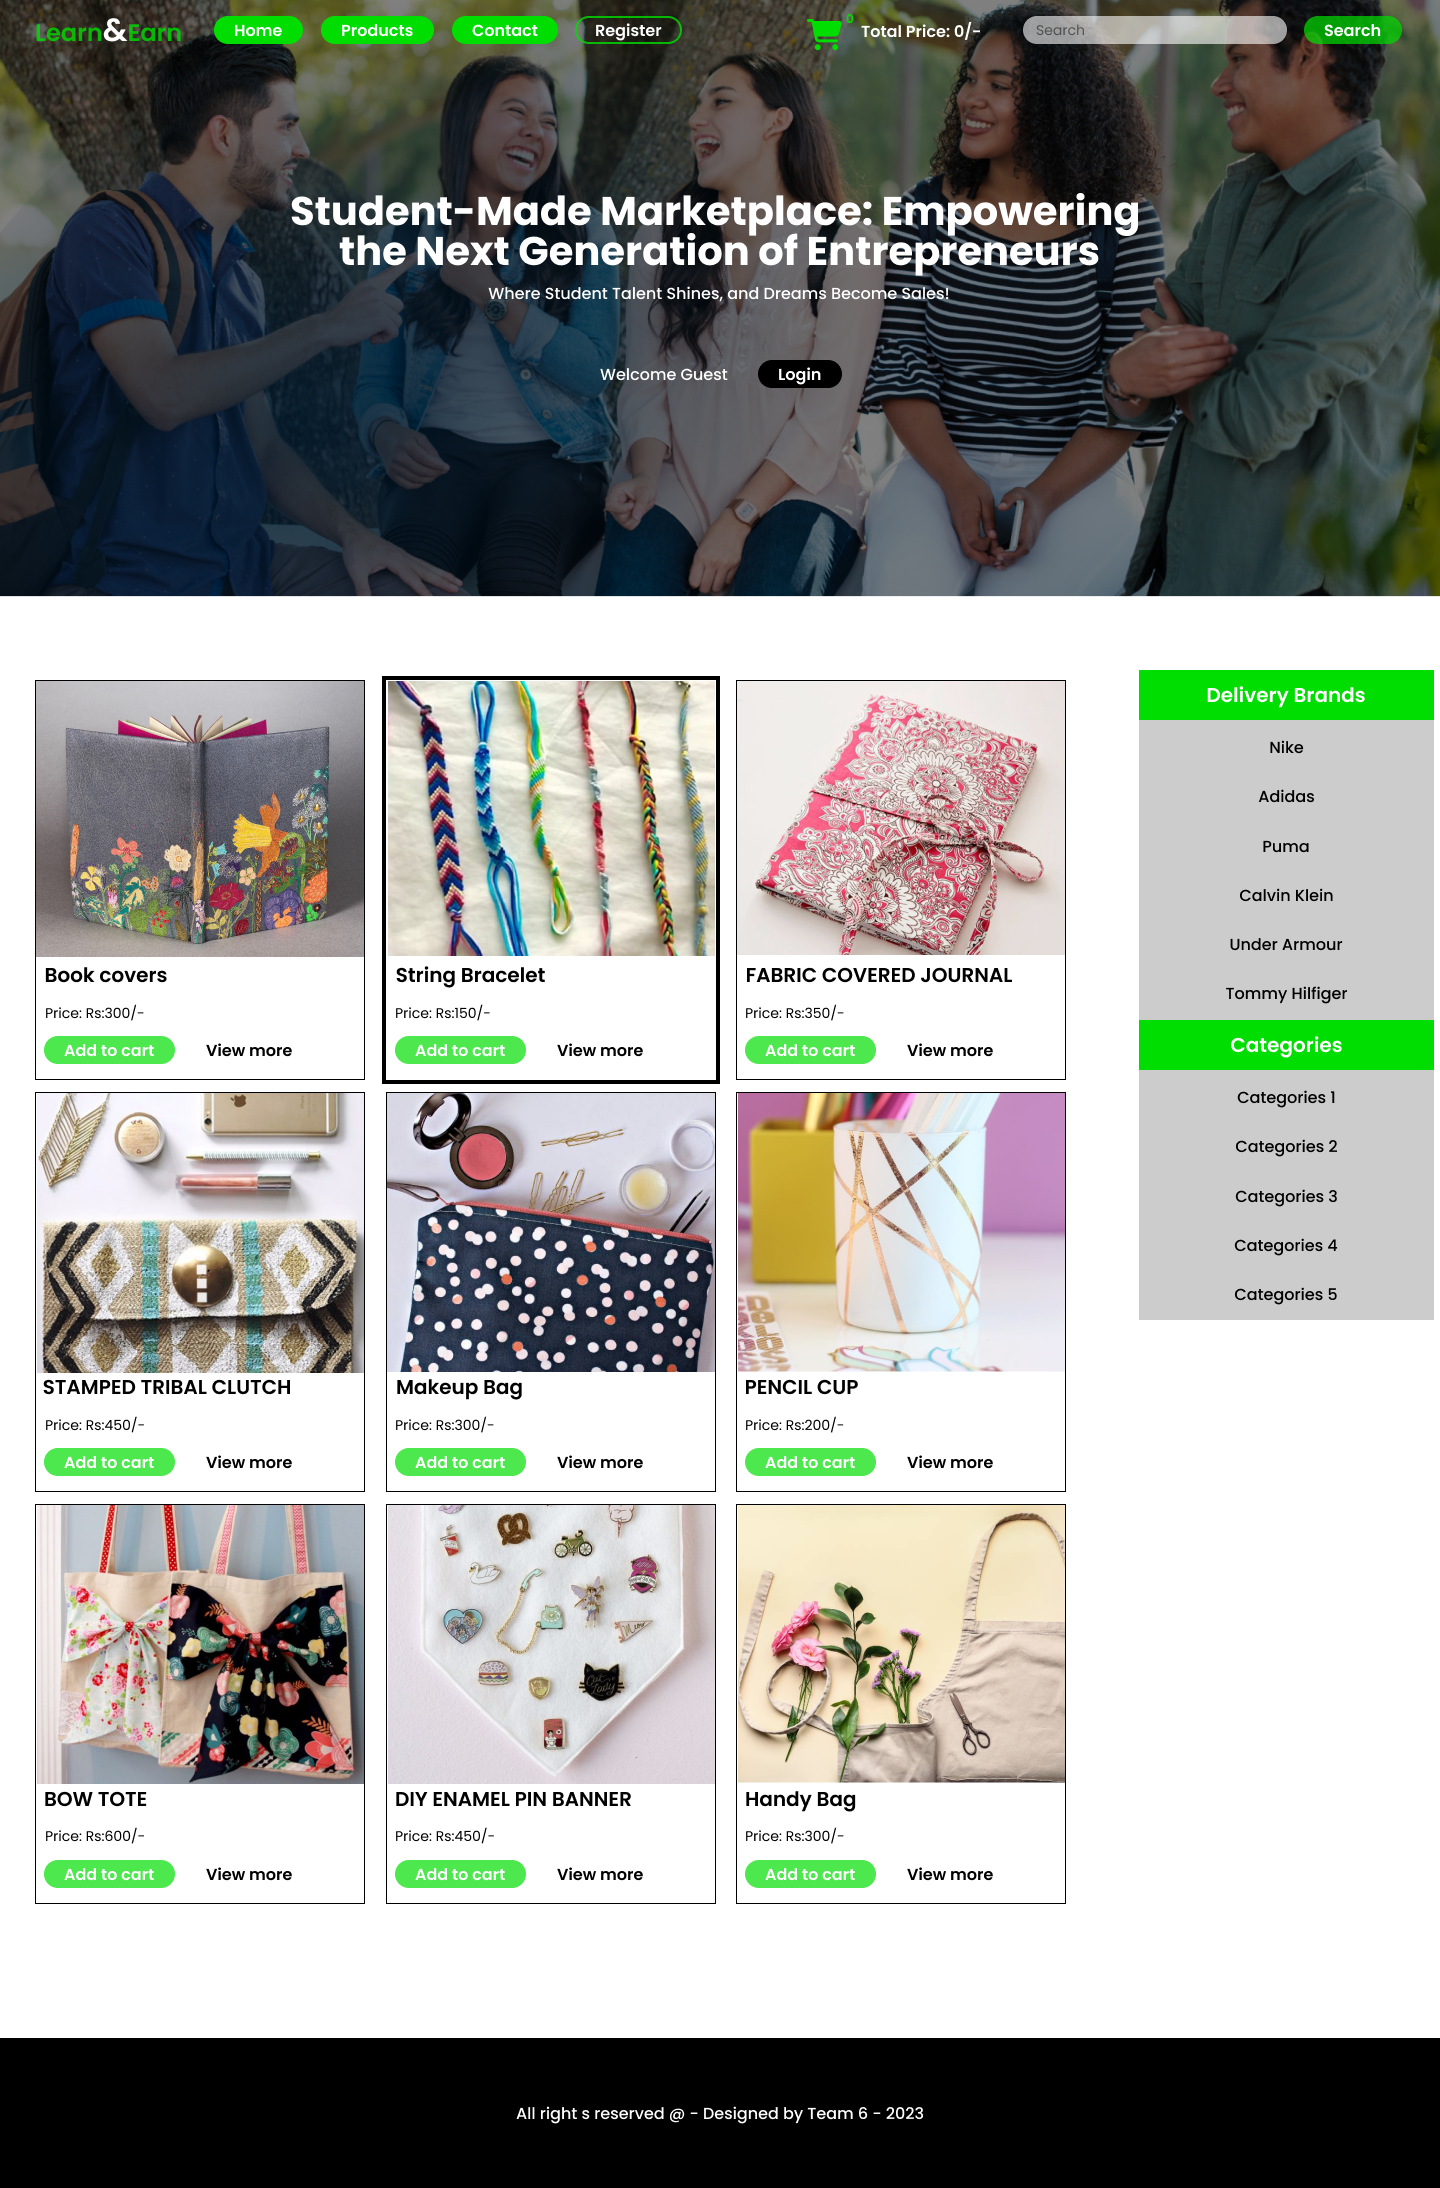 Learn&Earn
Home
Products
Contact
Register
0
Total Price: 0/-
Search
Search
Student-Made Marketplace: Empowering
the Next Generation of Entrepreneurs
Where Student Talent Shines, and Dreams Become Sales!
Welcome Guest
Login
Book covers
Price: Rs:300/-
Add to cart
View more
String Bracelet
Price: Rs:150/-
Add to cart
View more
FABRIC COVERED JOURNAL
Price: Rs:350/-
Add to cart
View more
STAMPED TRIBAL CLUTCH
Price: Rs:450/-
Add to cart
View more
Makeup Bag
Price: Rs:300/-
Add to cart
View more
PENCIL CUP
Price: Rs:200/-
Add to cart
View more
BOW TOTE
Price: Rs:600/-
Add to cart
View more
DIY ENAMEL PIN BANNER
Price: Rs:450/-
Add to cart
View more
Handy Bag
Price: Rs:300/-
Add to cart
View more
Delivery Brands
Nike
Adidas
Puma
Calvin Klein
Under Armour
Tommy Hilfiger
Categories
Categories 1
Categories 2
Categories 3
Categories 4
Categories 5
All right s reserved @ - Designed by Team 6 - 2023